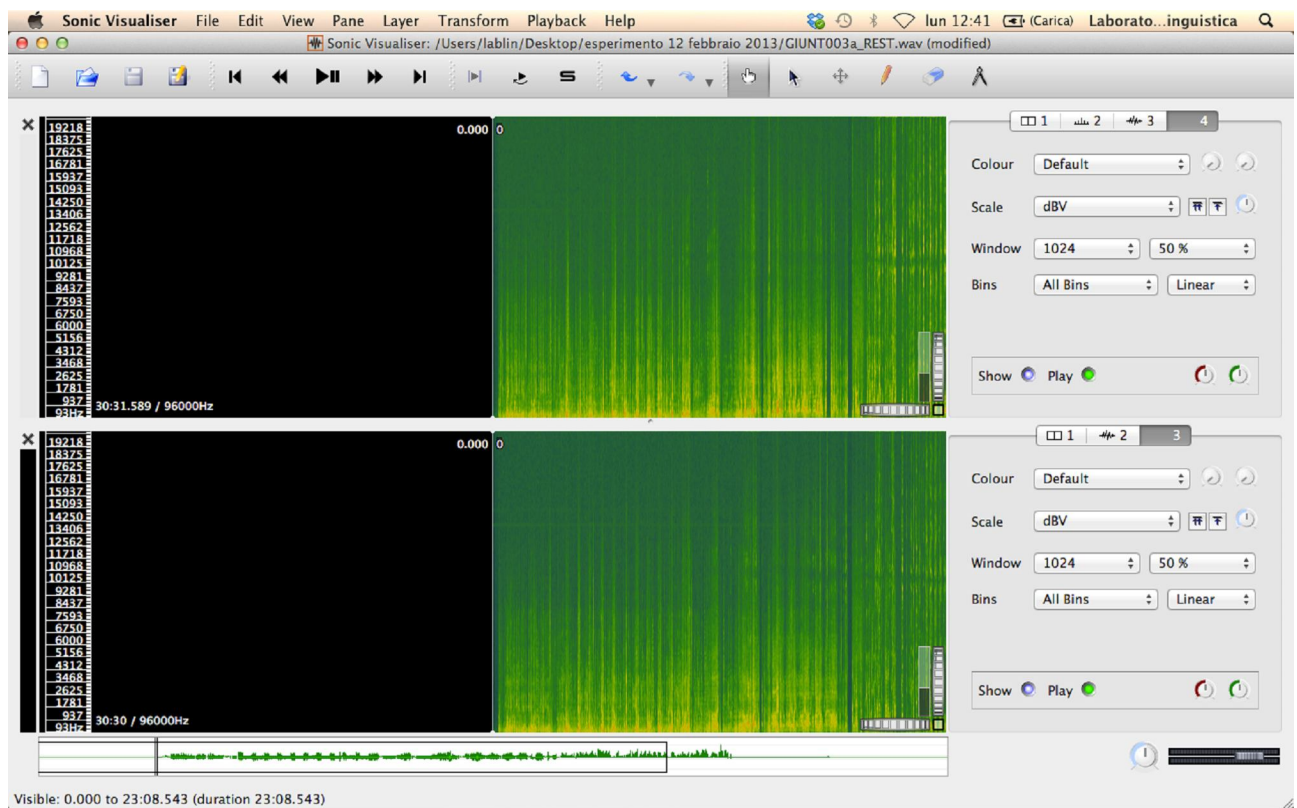 Sonic Visualiser File Edit View Pane Layer Transform Playback Help lun 12:41 (Carica) Laborato...inguistica
Sonic Visualiser: /Users/lablin/Desktop/esperimento 12 febbraio 2013/GIUNT003a_REST.wav (modified)
19218
18375
17625
16781
15937
15093
14250
13406
12562
11718
10968
10125
9281
8437
7593
6750
6000
5156
4312
3468
2625
1781
937
93Hz
0.000 0
30:31.589 / 96000Hz
1 2 3 4
Colour Default
Scale dBV
Window 1024 50 %
Bins All Bins Linear
Show Play
19218
18375
17625
16781
15937
15093
14250
13406
12562
11718
10968
10125
9281
8437
7593
6750
6000
5156
4312
3468
2625
1781
937
93Hz
0.000 0
30:30 / 96000Hz
1 2 3
Colour Default
Scale dBV
Window 1024 50 %
Bins All Bins Linear
Show Play
Visible: 0.000 to 23:08.543 (duration 23:08.543)